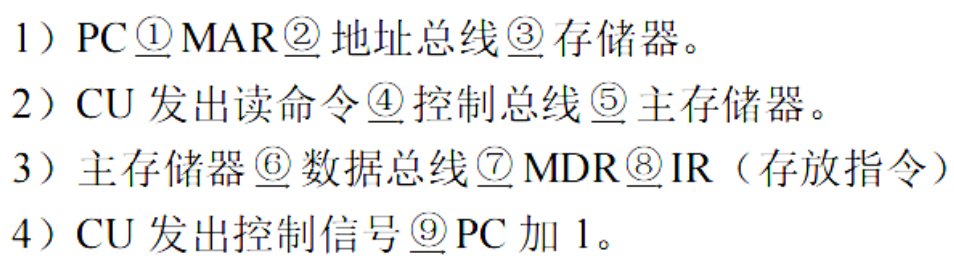 1）PC①MAR②地址总线③存储器。
2）CU 发出读命令④控制总线⑤主存储器。
3）主存储器⑥数据总线⑦MDR⑧IR（存放指令）
4）CU 发出控制信号⑨PC 加 1。